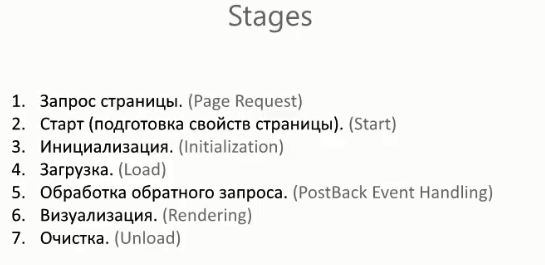 Stages
1. Запрос страницы. (Page Request)
2. Старт (подготовка свойств страницы). (Start)
3. Инициализация. (Initialization)
4. Загрузка. (Load)
5. Обработка обратного запроса. (PostBack Event Handling)
6. Визуализация. (Rendering)
7. Очистка. (Unload)